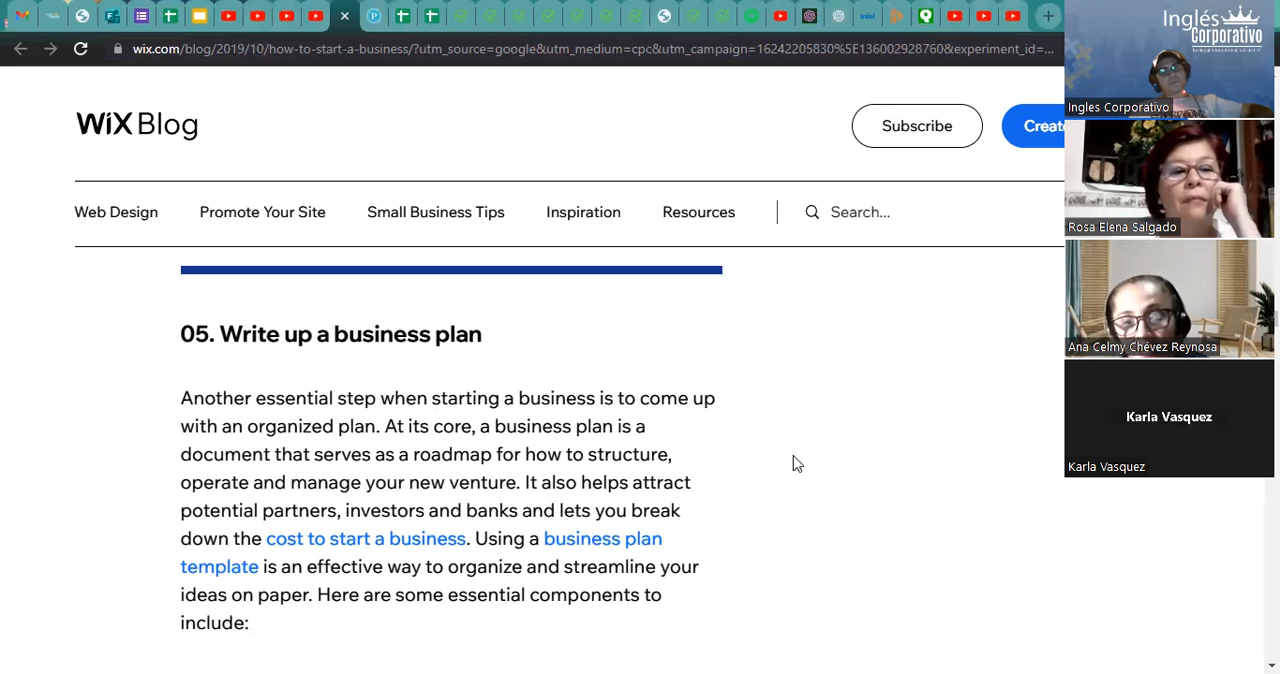 wix.com/blog/2019/10/how-to-start-a-business/?utm_source=google&utm_medium=cpc&utm_campaign=16242205830%5E136002928760&experiment_id=...
WiX Blog
Subscribe
Create
Web Design
Promote Your Site
Small Business Tips
Inspiration
Resources
Search...
05. Write up a business plan
Another essential step when starting a business is to come up
with an organized plan. At its core, a business plan is a
document that serves as a roadmap for how to structure,
operate and manage your new venture. It also helps attract
potential partners, investors and banks and lets you break
down the cost to start a business. Using a business plan
template is an effective way to organize and streamline your
ideas on paper. Here are some essential components to
include:
Inglés
Corporativo
Ingles Corporativo
Rosa Elena Salgado
Ana Celmy Chévez Reynosa
Karla Vasquez
Karla Vasquez